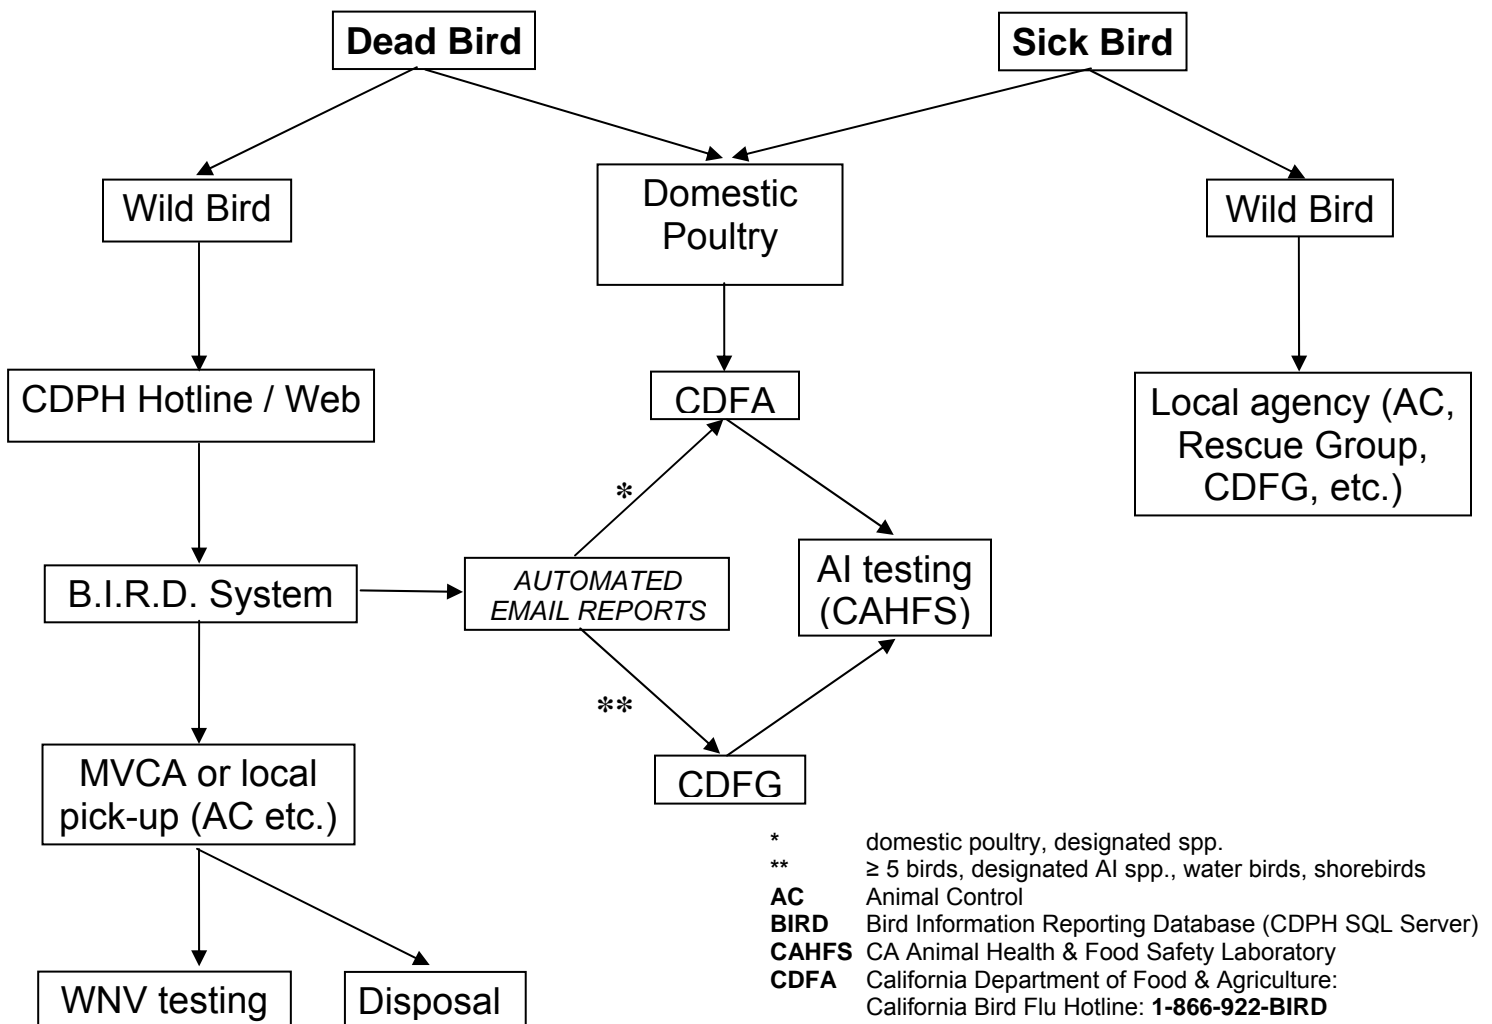 Dead Bird
Sick Bird
Wild Bird
Domestic
Poultry
Wild Bird
CDPH Hotline / Web
CDFA
Local agency (AC,
Rescue Group,
CDFG, etc.)
*
B.I.R.D. System
AUTOMATED
EMAIL REPORTS
AI testing
(CAHFS)
**
MVCA or local
pick-up (AC etc.)
CDFG
WNV testing
Disposal
* domestic poultry, designated spp.
** ≥ 5 birds, designated AI spp., water birds, shorebirds
AC Animal Control
BIRD Bird Information Reporting Database (CDPH SQL Server)
CAHFS CA Animal Health & Food Safety Laboratory
CDFA California Department of Food & Agriculture:
California Bird Flu Hotline: 1-866-922-BIRD